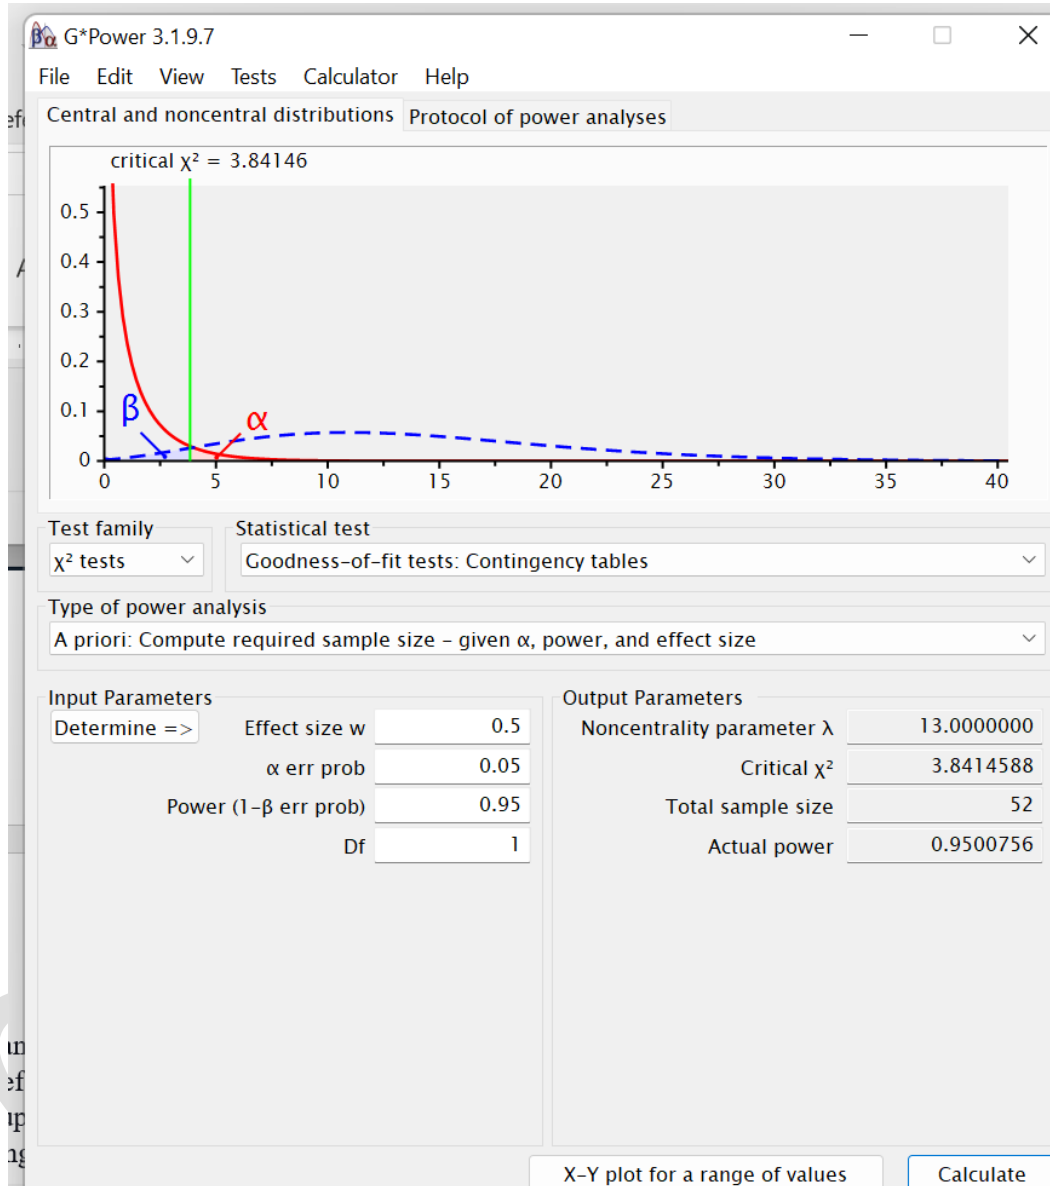 G*Power 3.1.9.7
File Edit View Tests Calculator Help
Central and noncentral distributions Protocol of power analyses
critical χ² = 3.84146
0.5
0.4
0.3
0.2
0.1
0
β
α
0 5 10 15 20 25 30 35 40
Test family Statistical test
χ² tests Goodness-of-fit tests: Contingency tables
Type of power analysis
A priori: Compute required sample size – given α, power, and effect size
Input Parameters Output Parameters
Determine => Effect size w 0.5 Noncentrality parameter λ 13.0000000
α err prob 0.05 Critical χ² 3.8414588
Power (1-β err prob) 0.95 Total sample size 52
Df 1 Actual power 0.9500756
X-Y plot for a range of values Calculate